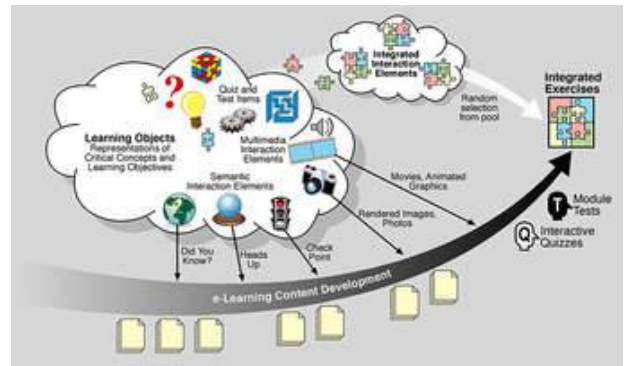 Integrated
Interaction
Elements
Integrated
Exercises
Random
selection
from pool
Quiz and
Test Items
Learning Objects
Representations of
Critical Concepts and
Learning Objectives
Multimedia
Interaction
Elements
Semantic
Interaction Elements
Movies, Animated
Graphics
Rendered Images,
Photos
T
Module
Tests
Q
Interactive
Quizzes
Did You
Know?
Heads
Up
Check
Point
e-Learning Content Development